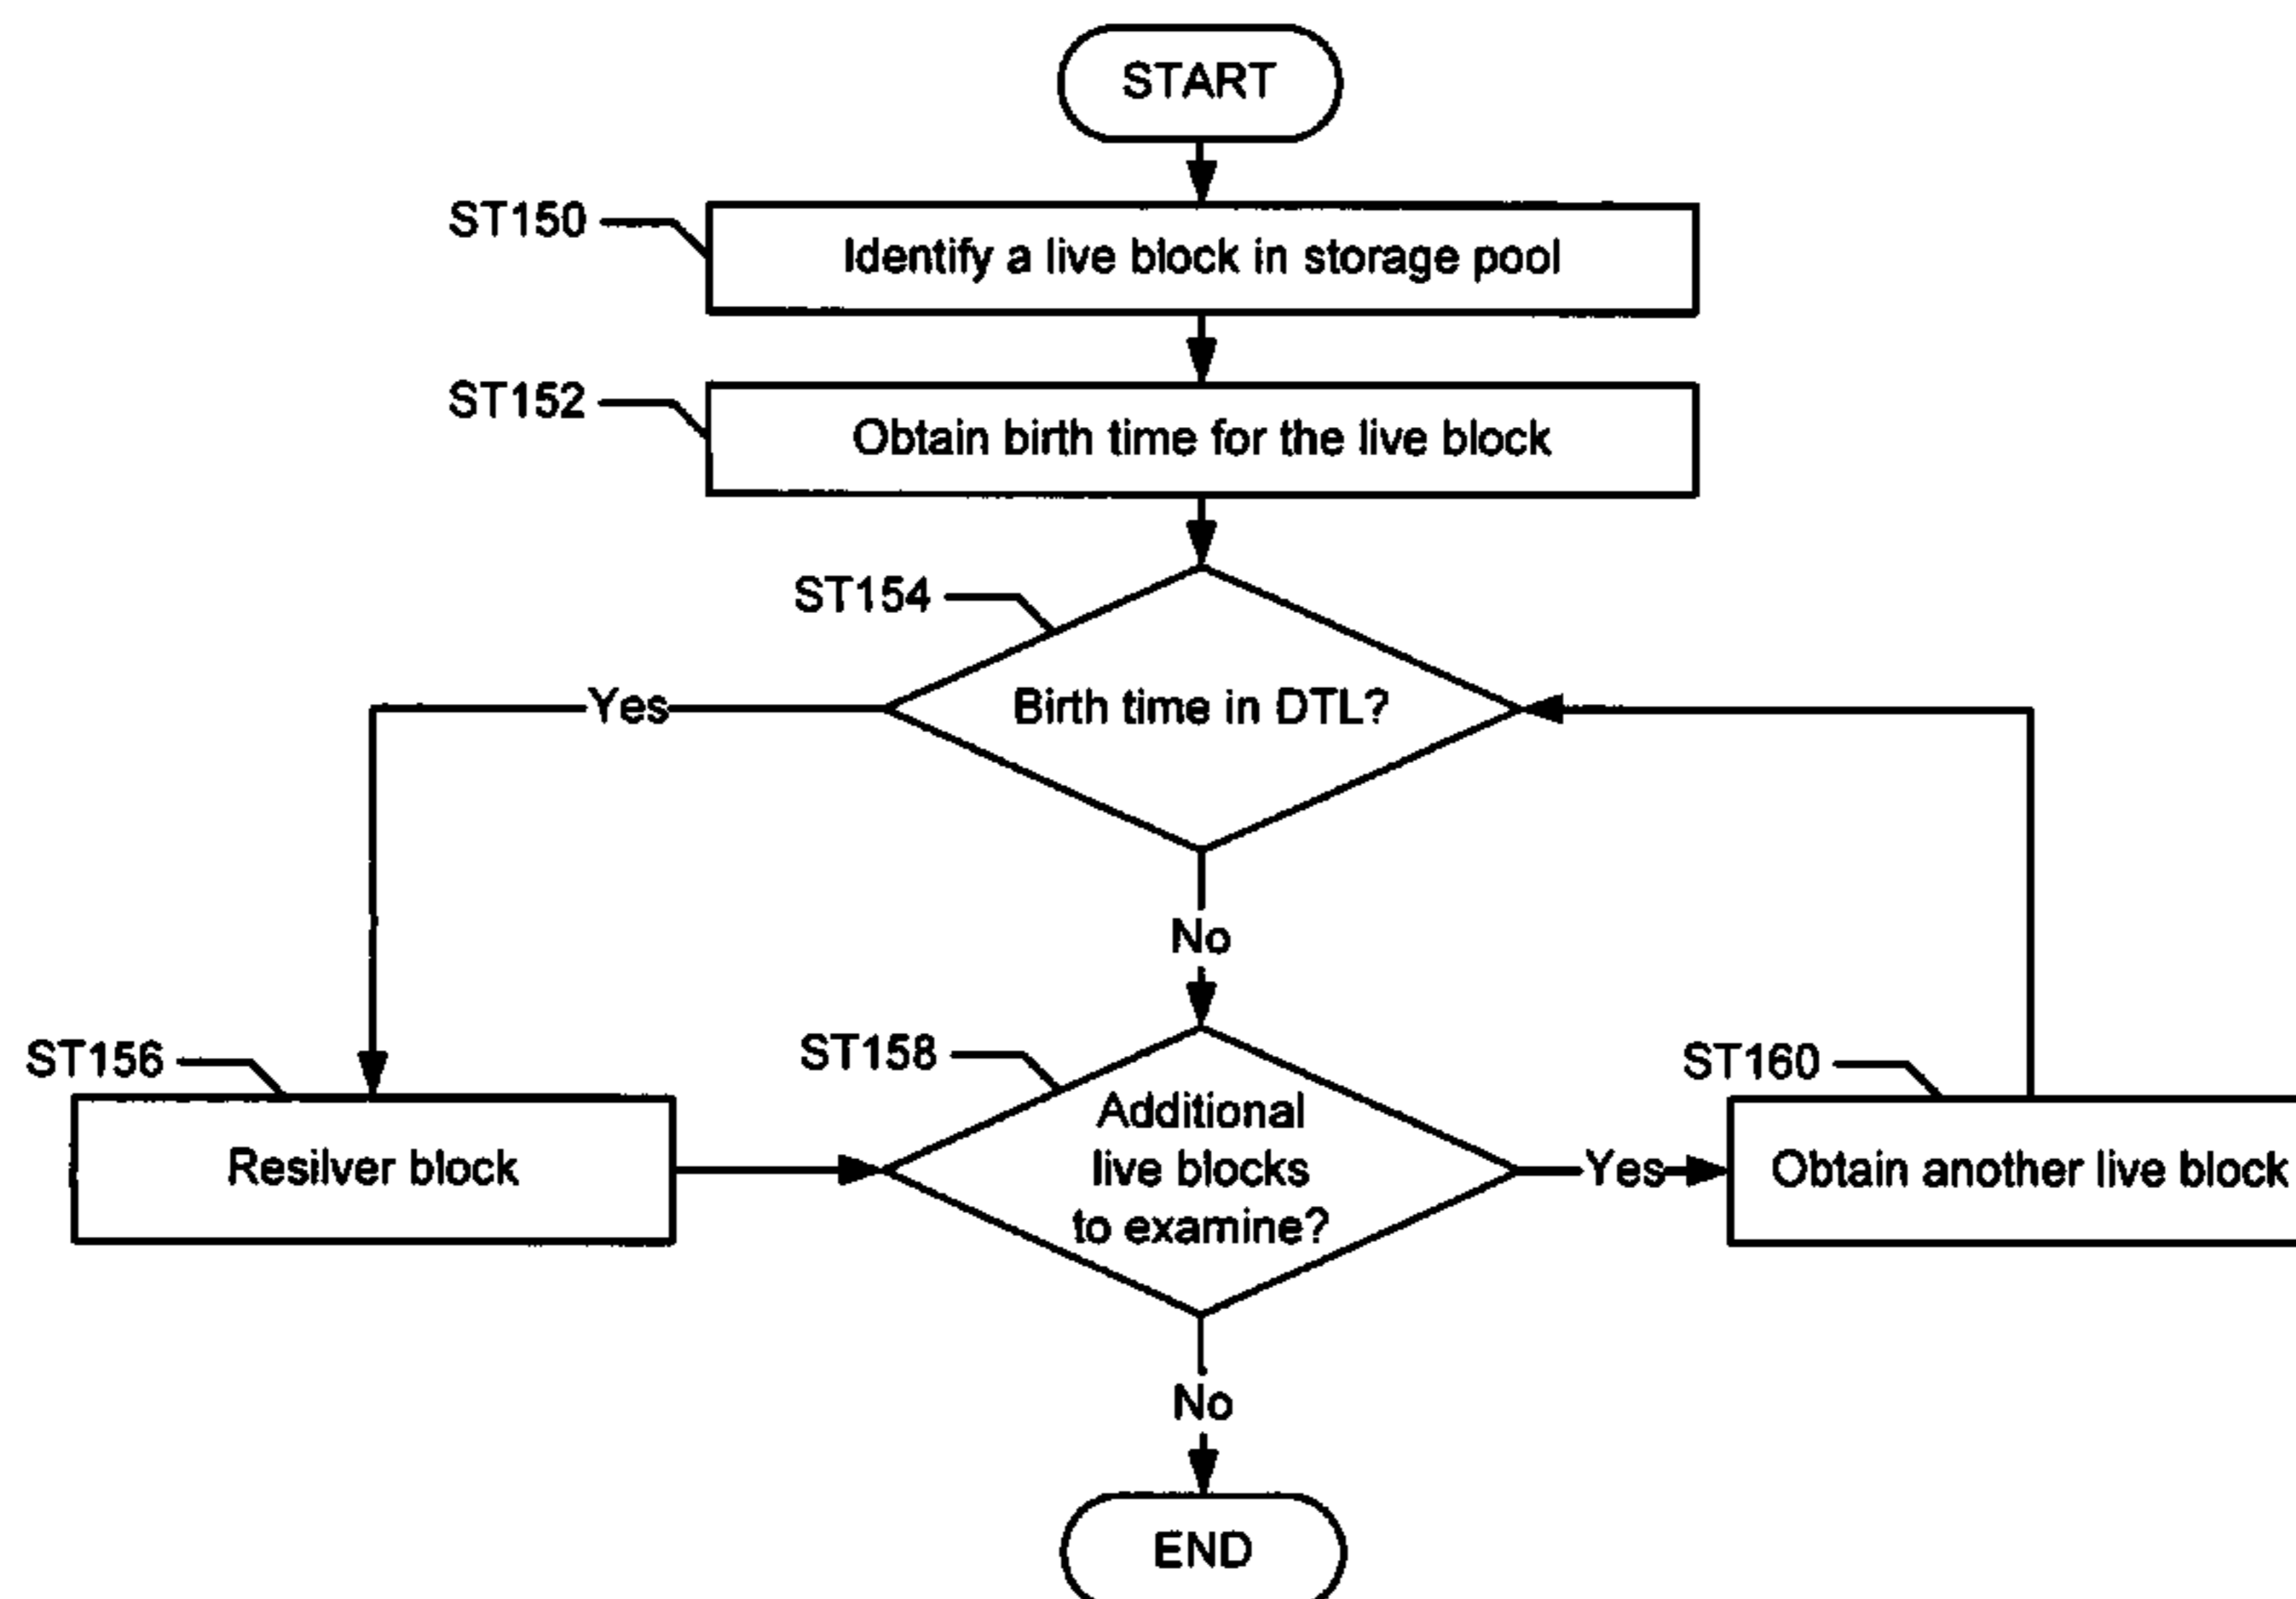 START
ST150
Identify a live block in storage pool
ST152
Obtain birth time for the live block
ST154
Birth time in DTL?
Yes
No
ST156
Resilver block
ST158
Additional
live blocks
to examine?
Yes
ST160
Obtain another live block
No
END